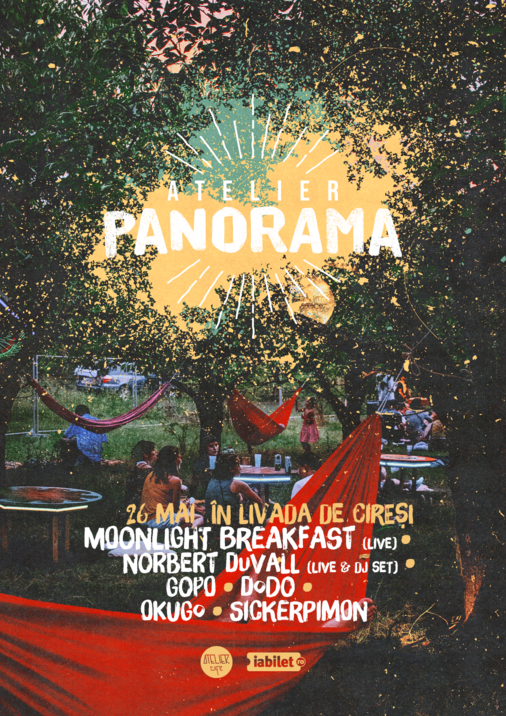 ATELIER
PANORAMA
26 MAI ÎN LIVADA DE CIREȘI
MOONLIGHT BREAKFAST (LIVE) •
NORBERT DuVALL (LIVE & DJ SET) •
GOPO • DoDO •
OKUGo • SICKERPIMON
ATELIER
CAFE
iabilet